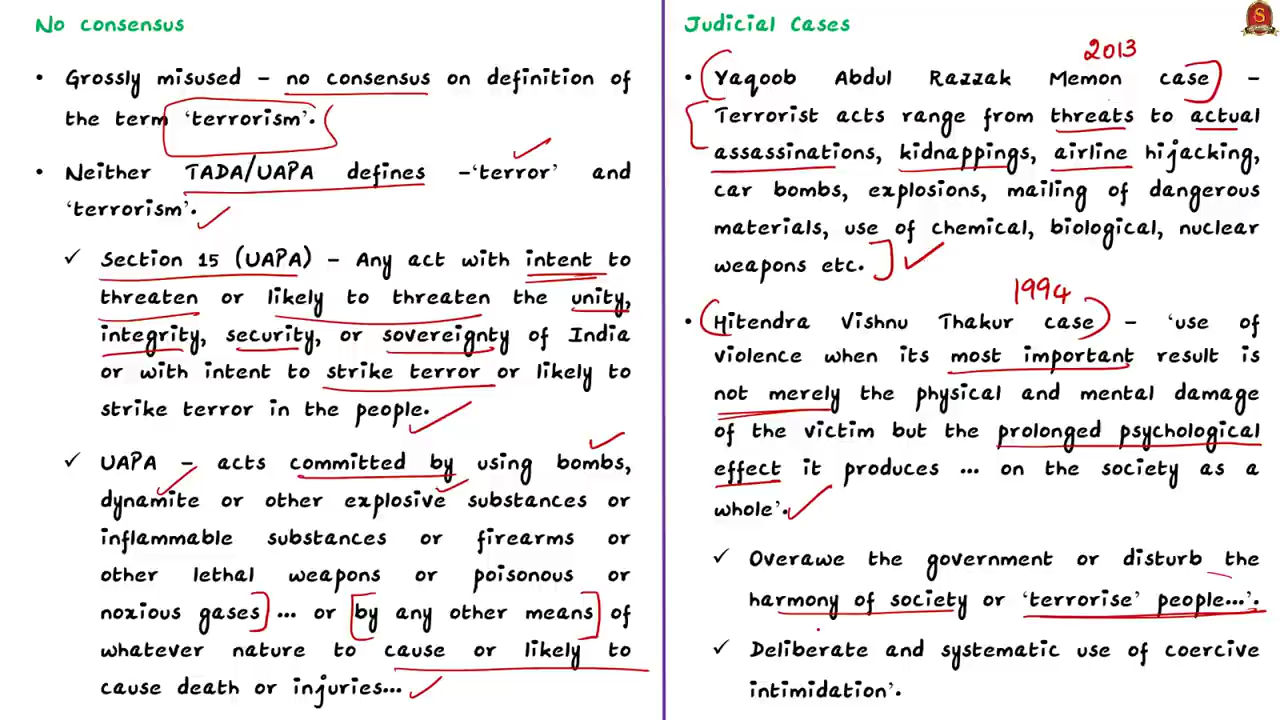 No consensus
• Grossly misused – no consensus on definition of
the term 'terrorism'.
• Neither TADA/UAPA defines –'terror' and
'terrorism'.
✓ Section 15 (UAPA) – Any act with intent to
threaten or likely to threaten the unity,
integrity, security, or sovereignty of India
or with intent to strike terror or likely to
strike terror in the people.
✓ UAPA – acts committed by using bombs,
dynamite or other explosive substances or
inflammable substances or firearms or
other lethal weapons or poisonous or
noxious gases ... or by any other means of
whatever nature to cause or likely to
cause death or injuries...
Judicial Cases
2013
• Yaqoob Abdul Razzak Memon case –
Terrorist acts range from threats to actual
assassinations, kidnappings, airline hijacking,
car bombs, explosions, mailing of dangerous
materials, use of chemical, biological, nuclear
weapons etc.
1994
• Hitendra Vishnu Thakur case – 'use of
violence when its most important result is
not merely the physical and mental damage
of the victim but the prolonged psychological
effect it produces ... on the society as a
whole'.
✓ Overawe the government or disturb the
harmony of society or 'terrorise' people...'.
✓ Deliberate and systematic use of coercive
intimidation'.
S